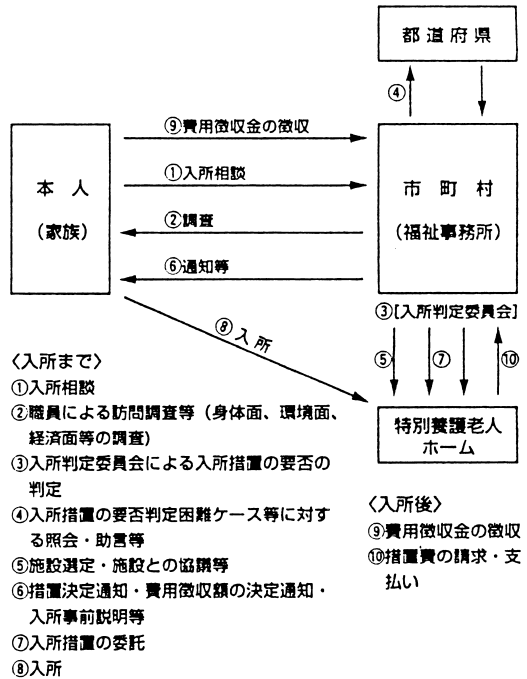 都道府県
④
⑨費用徴収金の徴収
本人
(家族)
①入所相談
市町村
(福祉事務所)
②調査
⑥通知等
③[入所判定委員会]
⑧入所
⑤
⑦
⑩
特別養護老人
ホーム
〈入所まで〉
①入所相談
②職員による訪問調査等(身体面、環境面、
経済面等の調査)
③入所判定委員会による入所措置の要否の
判定
④入所措置の要否判定困難ケース等に対す
る照会・助言等
⑤施設選定・施設との協議等
⑥措置決定通知・費用徴収額の決定通知・
入所事前説明等
⑦入所措置の委託
⑧入所
〈入所後〉
⑨費用徴収金の徴収
⑩措置費の請求・支
払い